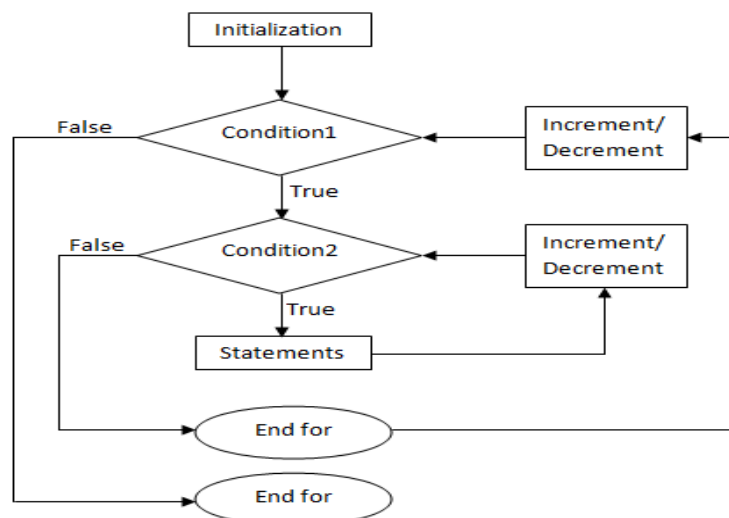 Initialization
False
Condition1
Increment/
Decrement
True
False
Condition2
Increment/
Decrement
True
Statements
End for
End for